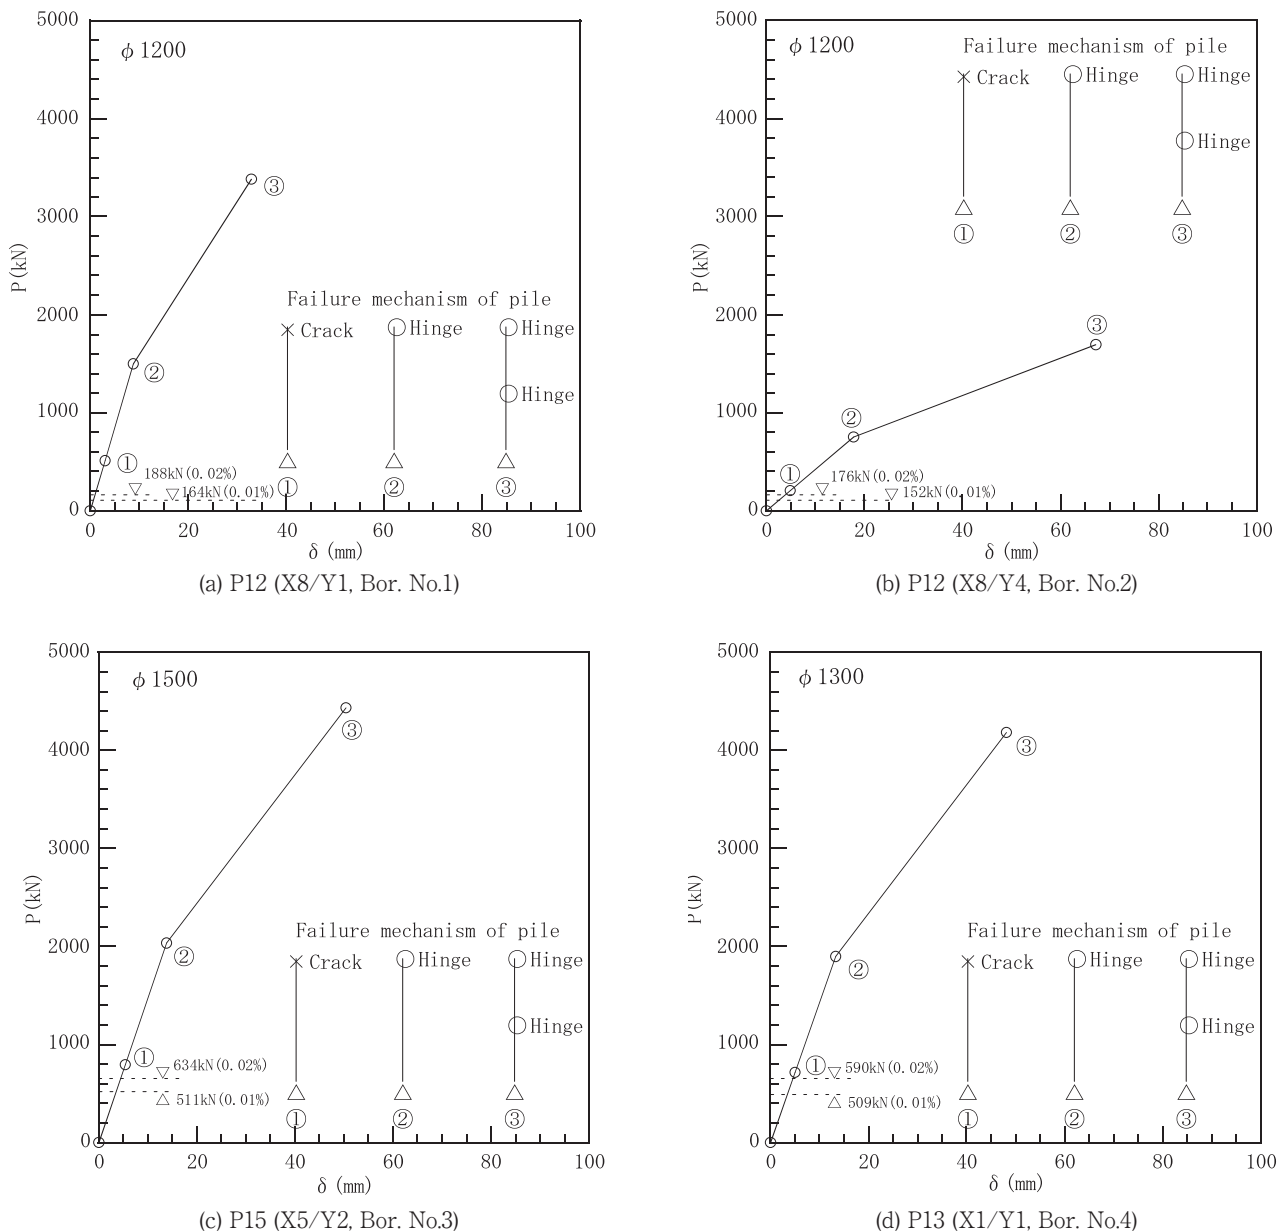 5000
4000
3000
2000
1000
0
P(kN)
φ 1200
③
②
①
188kN(0.02%)
164kN(0.01%)
Failure mechanism of pile
Crack
Hinge
Hinge
Hinge
① ② ③
0 20 40 60 80 100
δ (mm)
(a) P12 (X8/Y1, Bor. No.1)
5000
4000
3000
2000
1000
0
P(kN)
φ 1200
Failure mechanism of pile
Crack
Hinge
Hinge
Hinge
① ② ③
③
②
①
176kN(0.02%)
152kN(0.01%)
0 20 40 60 80 100
δ (mm)
(b) P12 (X8/Y4, Bor. No.2)
5000
4000
3000
2000
1000
0
P(kN)
φ 1500
③
②
①
634kN(0.02%)
511kN(0.01%)
Failure mechanism of pile
Crack
Hinge
Hinge
Hinge
① ② ③
0 20 40 60 80 100
δ (mm)
(c) P15 (X5/Y2, Bor. No.3)
5000
4000
3000
2000
1000
0
P(kN)
φ 1300
③
②
①
590kN(0.02%)
509kN(0.01%)
Failure mechanism of pile
Crack
Hinge
Hinge
Hinge
① ② ③
0 20 40 60 80 100
δ (mm)
(d) P13 (X1/Y1, Bor. No.4)